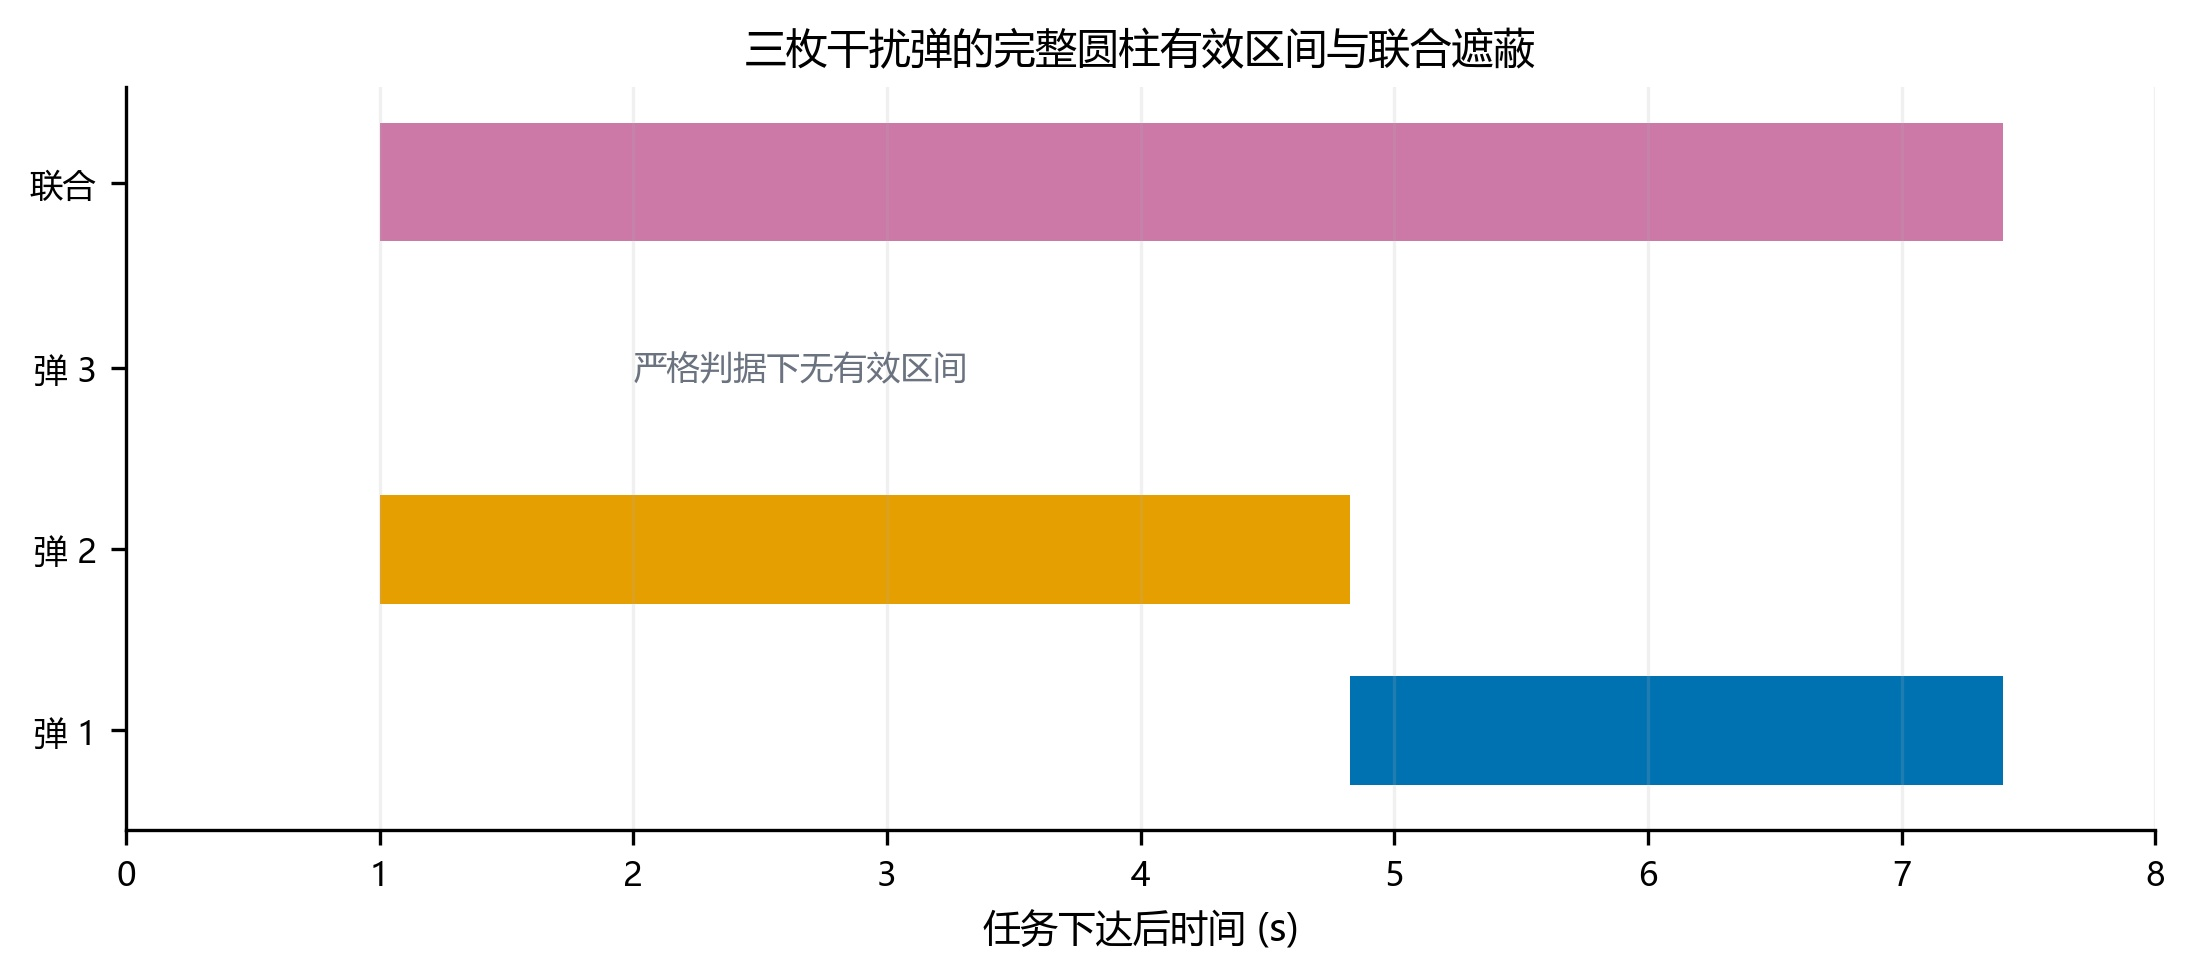 三枚干扰弹的完整圆柱有效区间与联合遮蔽
联合
弹 3
严格判据下无有效区间
弹 2
弹 1
0 1 2 3 4 5 6 7 8
任务下达后时间 (s)